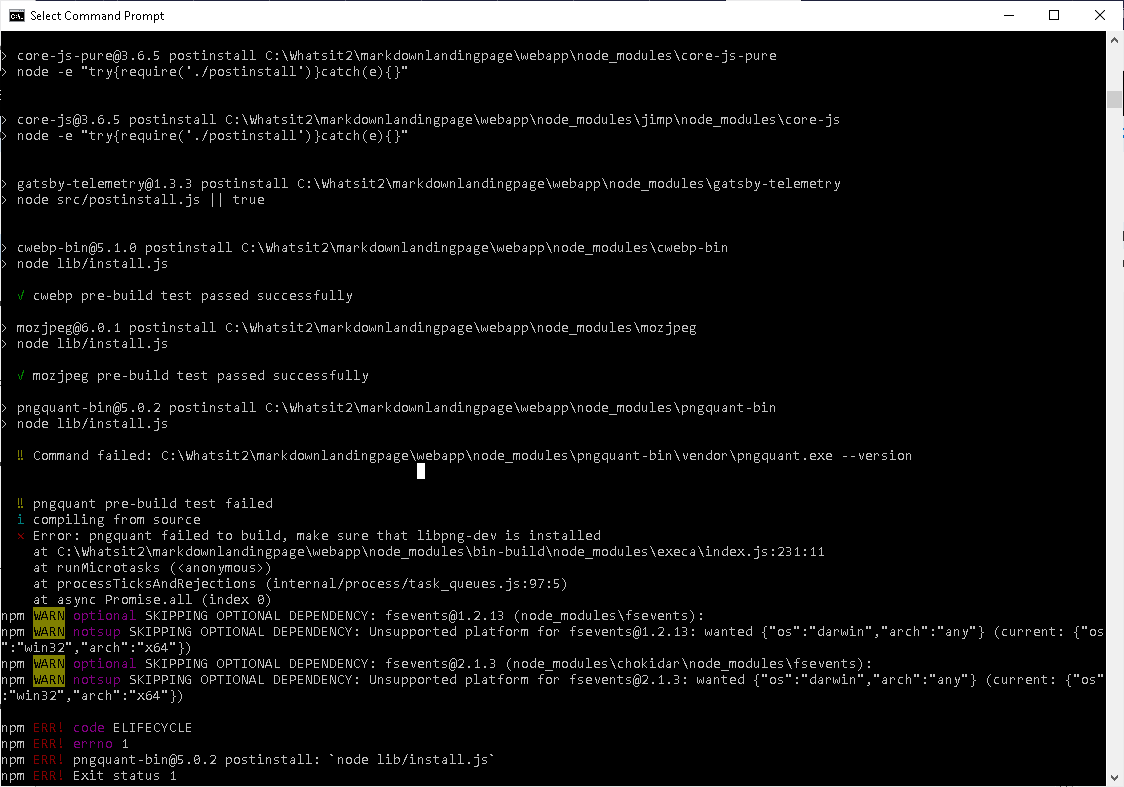 Select Command Prompt
> core-js-pure@3.6.5 postinstall C:\Whatsit2\markdownlandingpage\webapp\node_modules\core-js-pure
> node -e "try{require('./postinstall')}catch(e){}"
> core-js@3.6.5 postinstall C:\Whatsit2\markdownlandingpage\webapp\node_modules\jimp\node_modules\core-js
> node -e "try{require('./postinstall')}catch(e){}"
> gatsby-telemetry@1.3.3 postinstall C:\Whatsit2\markdownlandingpage\webapp\node_modules\gatsby-telemetry
> node src/postinstall.js || true
> cwebp-bin@5.1.0 postinstall C:\Whatsit2\markdownlandingpage\webapp\node_modules\cwebp-bin
> node lib/install.js
√ cwebp pre-build test passed successfully
> mozjpeg@6.0.1 postinstall C:\Whatsit2\markdownlandingpage\webapp\node_modules\mozjpeg
> node lib/install.js
√ mozjpeg pre-build test passed successfully
> pngquant-bin@5.0.2 postinstall C:\Whatsit2\markdownlandingpage\webapp\node_modules\pngquant-bin
> node lib/install.js
‼ Command failed: C:\Whatsit2\markdownlandingpage\webapp\node_modules\pngquant-bin\vendor\pngquant.exe --version
‼ pngquant pre-build test failed
i compiling from source
× Error: pngquant failed to build, make sure that libpng-dev is installed
at C:\Whatsit2\markdownlandingpage\webapp\node_modules\bin-build\node_modules\execa\index.js:231:11
at runMicrotasks (<anonymous>)
at processTicksAndRejections (internal/process/task_queues.js:97:5)
at async Promise.all (index 0)
npm WARN optional SKIPPING OPTIONAL DEPENDENCY: fsevents@1.2.13 (node_modules\fsevents):
npm WARN notsup SKIPPING OPTIONAL DEPENDENCY: Unsupported platform for fsevents@1.2.13: wanted {"os":"darwin","arch":"any"} (current: {"os
":"win32","arch":"x64"})
npm WARN optional SKIPPING OPTIONAL DEPENDENCY: fsevents@2.1.3 (node_modules\chokidar\node_modules\fsevents):
npm WARN notsup SKIPPING OPTIONAL DEPENDENCY: Unsupported platform for fsevents@2.1.3: wanted {"os":"darwin","arch":"any"} (current: {"os"
:"win32","arch":"x64"})
npm ERR! code ELIFECYCLE
npm ERR! errno 1
npm ERR! pngquant-bin@5.0.2 postinstall: `node lib/install.js`
npm ERR! Exit status 1